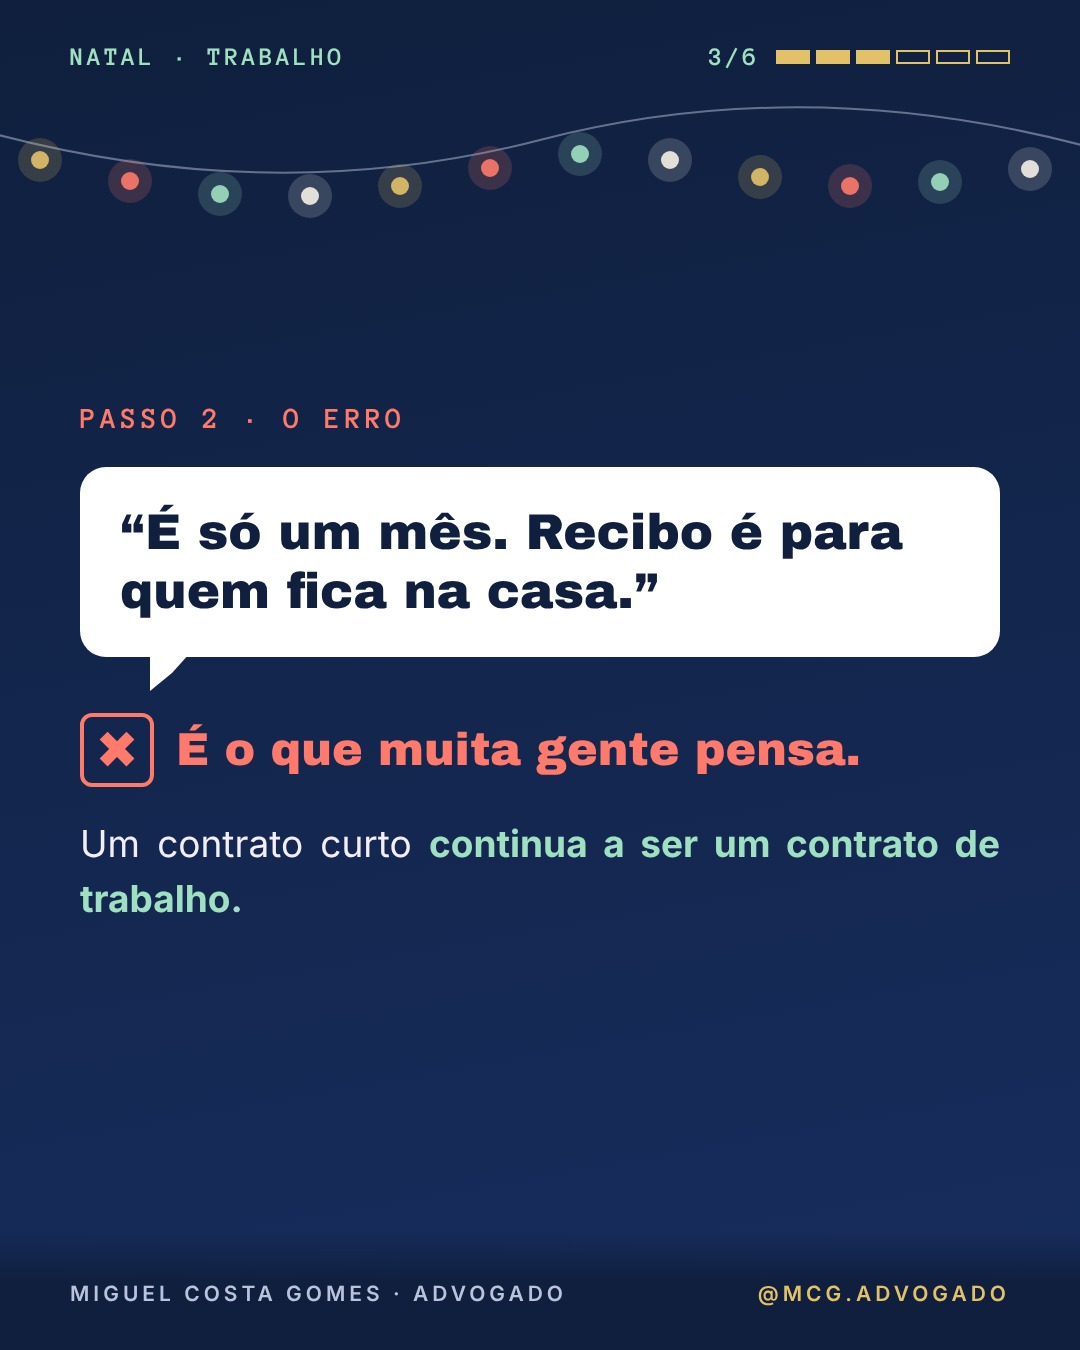 NATAL · TRABALHO
3/6
PASSO 2 · O ERRO
“É só um mês. Recibo é para
quem fica na casa.”
É o que muita gente pensa.
Um contrato curto continua a ser um contrato de
trabalho.
MIGUEL COSTA GOMES · ADVOGADO
@MCG.ADVOGADO